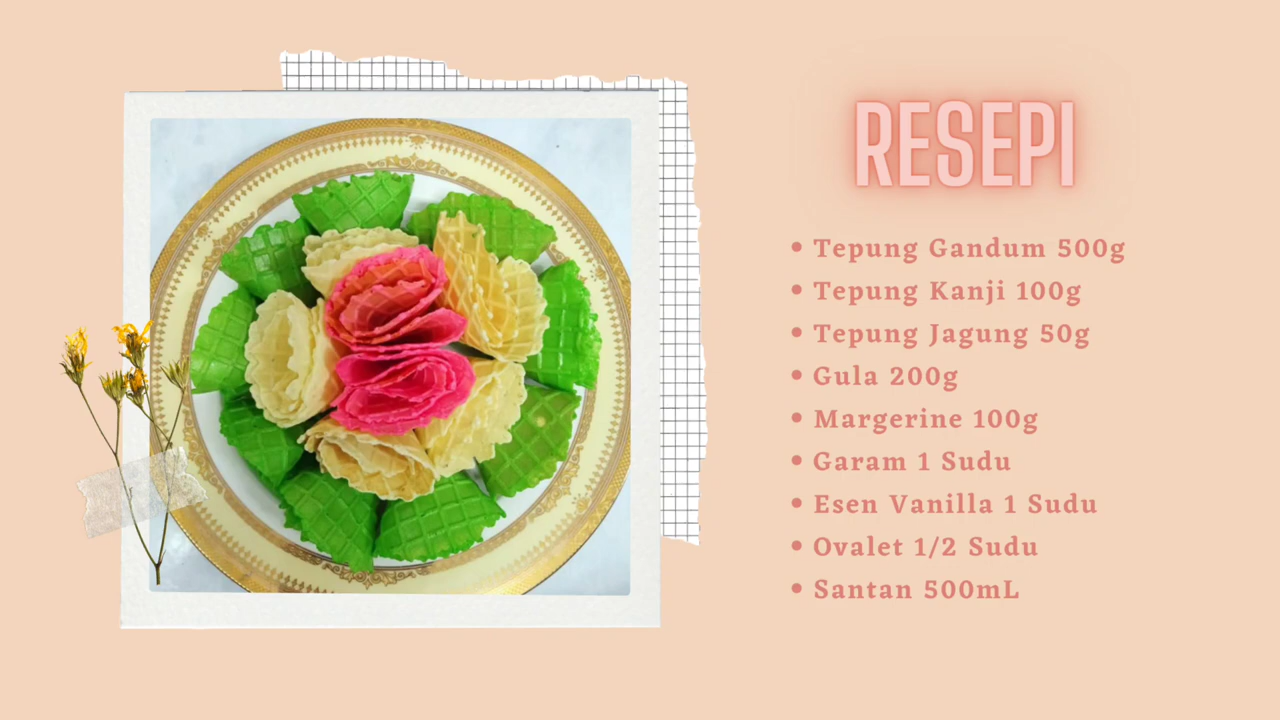 RESEPI
• Tepung Gandum 500g
• Tepung Kanji 100g
• Tepung Jagung 50g
• Gula 200g
• Margerine 100g
• Garam 1 Sudu
• Esen Vanilla 1 Sudu
• Ovalet 1/2 Sudu
• Santan 500mL